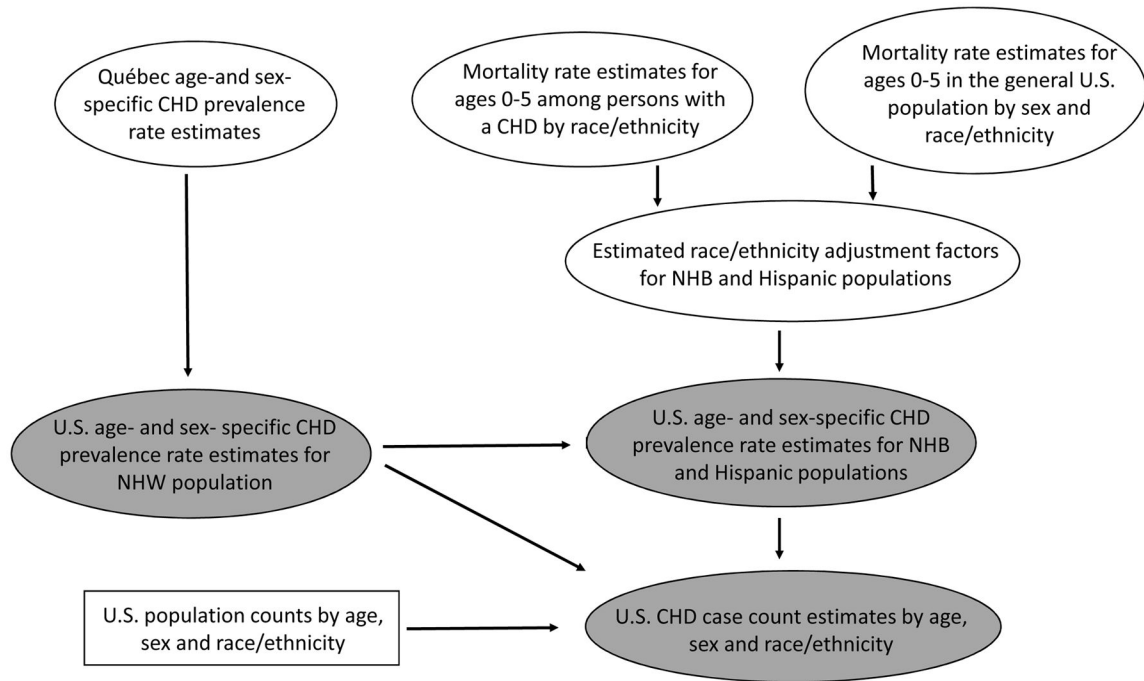 Québec age-and sex-
specific CHD prevalence
rate estimates
Mortality rate estimates for
ages 0-5 among persons with
a CHD by race/ethnicity
Mortality rate estimates for
ages 0-5 in the general U.S.
population by sex and
race/ethnicity
Estimated race/ethnicity adjustment factors
for NHB and Hispanic populations
U.S. age- and sex- specific CHD
prevalence rate estimates for
NHW population
U.S. age- and sex-specific CHD
prevalence rate estimates for NHB
and Hispanic populations
U.S. population counts by age,
sex and race/ethnicity
U.S. CHD case count estimates by age,
sex and race/ethnicity